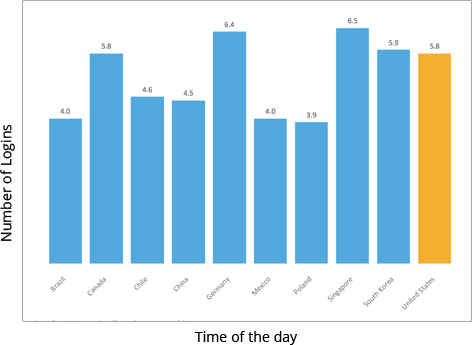 6.5
6.4
5.9
5.8
5.8
4.6
4.5
4.0
4.0
3.9
Number of Logins
Brazil
Canada
Chile
China
Germany
Mexico
Poland
Singapore
South Korea
United States
Time of the day